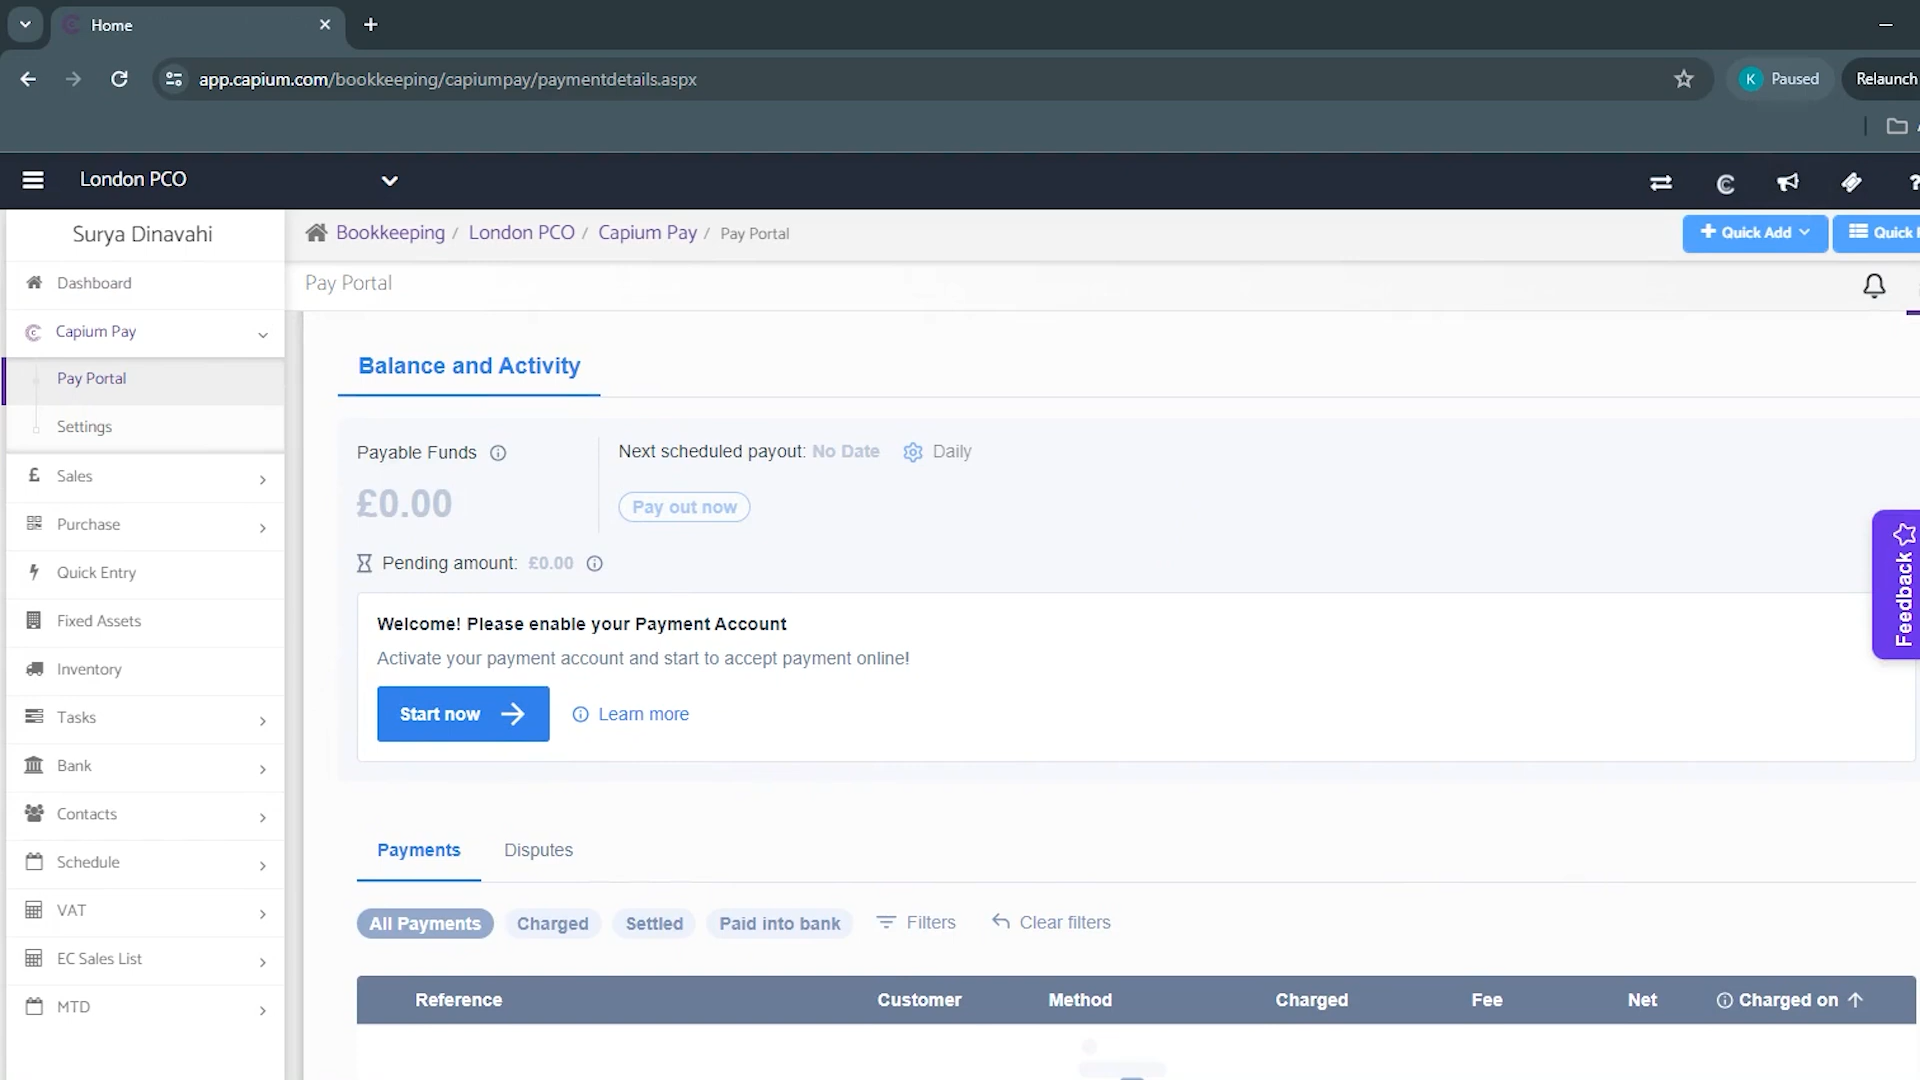 Home
app.capium.com/bookkeeping/capiumpay/paymentdetails.aspx
K Paused
Relaunch
London PCO
Surya Dinavahi
Bookkeeping / London PCO / Capium Pay / Pay Portal
Quick Add
Quick
Dashboard
Pay Portal
Capium Pay
Pay Portal
Settings
Sales
Purchase
Quick Entry
Fixed Assets
Inventory
Tasks
Bank
Contacts
Schedule
VAT
EC Sales List
MTD
Balance and Activity
Payable Funds
Next scheduled payout: No Date
Daily
£0.00
Pay out now
Pending amount: £0.00
Welcome! Please enable your Payment Account
Activate your payment account and start to accept payment online!
Start now
Learn more
Feedback
Payments
Disputes
All Payments
Charged
Settled
Paid into bank
Filters
Clear filters
Reference
Customer
Method
Charged
Fee
Net
Charged on